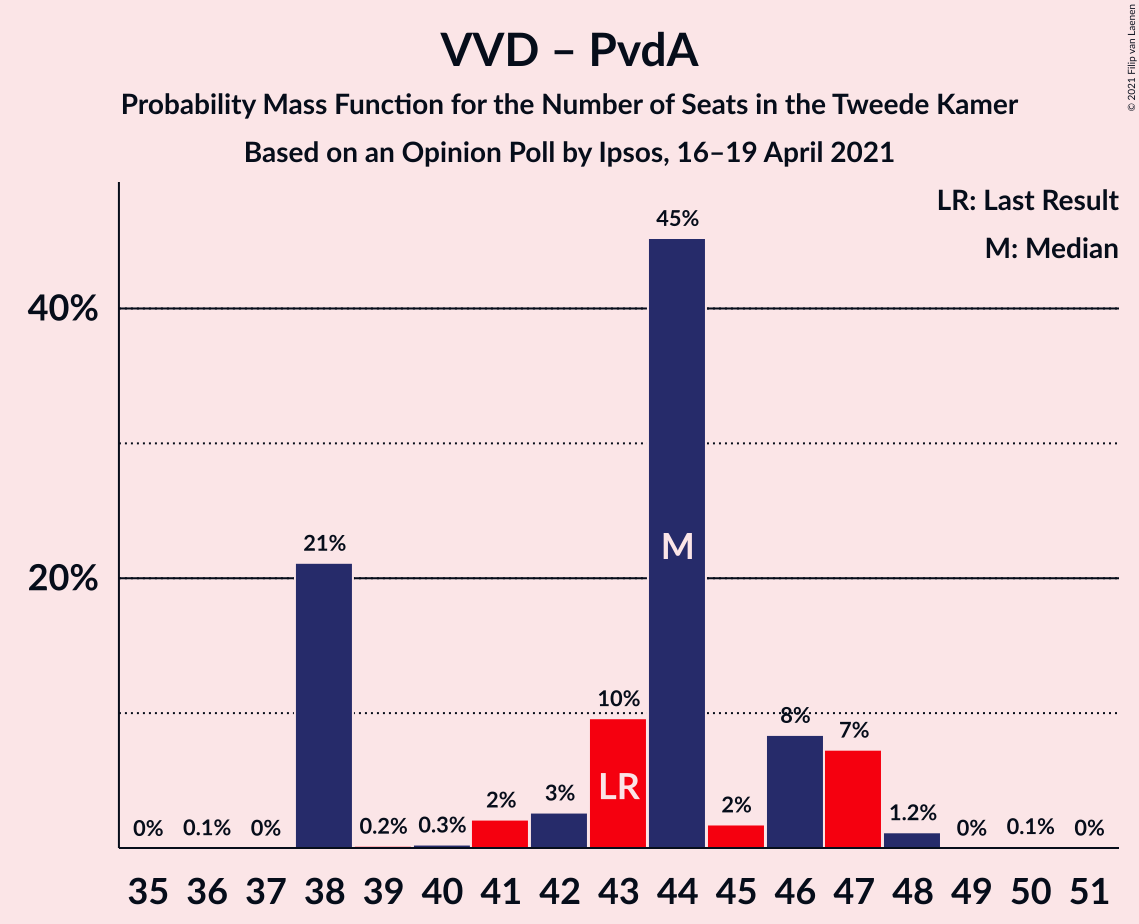 VVD – PvdA
Probability Mass Function for the Number of Seats in the Tweede Kamer
Based on an Opinion Poll by Ipsos, 16–19 April 2021
© 2021 Filip van Laenen
LR: Last Result
M: Median
40%
20%
0%
0.1%
0%
21%
0.2%
0.3%
2%
3%
10%
45%
2%
8%
7%
1.2%
0%
0.1%
0%
LR
M
35 36 37 38 39 40 41 42 43 44 45 46 47 48 49 50 51